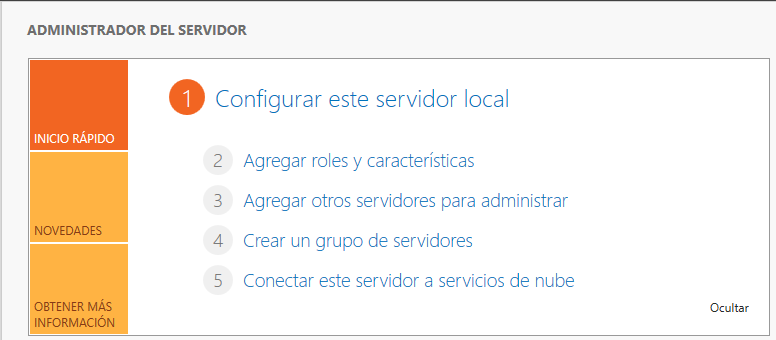 ADMINISTRADOR DEL SERVIDOR
INICIO RÁPIDO
NOVEDADES
OBTENER MÁS
INFORMACIÓN
1 Configurar este servidor local
2 Agregar roles y características
3 Agregar otros servidores para administrar
4 Crear un grupo de servidores
5 Conectar este servidor a servicios de nube
Ocultar